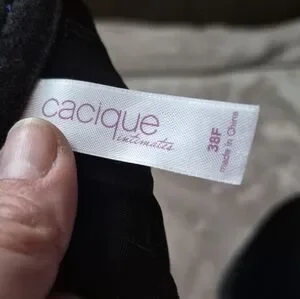 cacique
intimates
38F
made in China